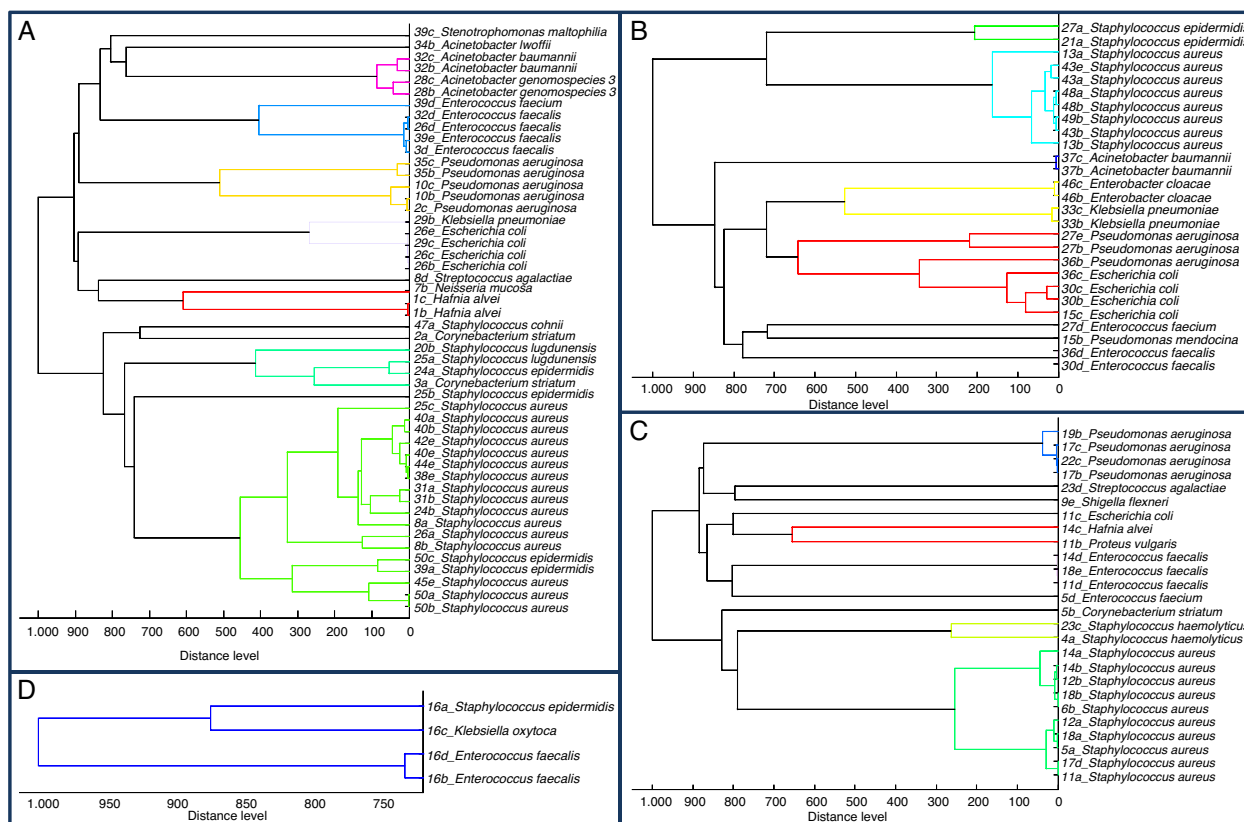 A
39c_Stenotrophomonas maltophilia
34b_Acinetobacter lwoffii
32c_Acinetobacter baumannii
32b_Acinetobacter baumannii
28c_Acinetobacter genomospecies 3
28b_Acinetobacter genomospecies 3
39d_Enterococcus faecium
32d_Enterococcus faecalis
26d_Enterococcus faecalis
39e_Enterococcus faecalis
3d_Enterococcus faecalis
35c_Pseudomonas aeruginosa
35b_Pseudomonas aeruginosa
10c_Pseudomonas aeruginosa
10b_Pseudomonas aeruginosa
2c_Pseudomonas aeruginosa
29b_Klebsiella pneumoniae
26e_Escherichia coli
29c_Escherichia coli
26c_Escherichia coli
26b_Escherichia coli
8d_Streptococcus agalactiae
7b_Neisseria mucosa
1c_Hafnia alvei
1b_Hafnia alvei
47a_Staphylococcus cohnii
2a_Corynebacterium striatum
20b_Staphylococcus lugdunensis
25a_Staphylococcus lugdunensis
24a_Staphylococcus epidermidis
3a_Corynebacterium striatum
25b_Staphylococcus epidermidis
25c_Staphylococcus aureus
40a_Staphylococcus aureus
40b_Staphylococcus aureus
42e_Staphylococcus aureus
40e_Staphylococcus aureus
44e_Staphylococcus aureus
38e_Staphylococcus aureus
31a_Staphylococcus aureus
31b_Staphylococcus aureus
24b_Staphylococcus aureus
8a_Staphylococcus aureus
26a_Staphylococcus aureus
8b_Staphylococcus aureus
50c_Staphylococcus epidermidis
39a_Staphylococcus epidermidis
45e_Staphylococcus aureus
50a_Staphylococcus aureus
50b_Staphylococcus aureus
1.000 900 800 700 600 500 400 300 200 100 0
Distance level
B
27a_Staphylococcus epidermidis
21a_Staphylococcus epidermidis
13a_Staphylococcus aureus
43e_Staphylococcus aureus
43a_Staphylococcus aureus
48a_Staphylococcus aureus
48b_Staphylococcus aureus
49b_Staphylococcus aureus
43b_Staphylococcus aureus
13b_Staphylococcus aureus
37c_Acinetobacter baumannii
37b_Acinetobacter baumannii
46c_Enterobacter cloacae
46b_Enterobacter cloacae
33c_Klebsiella pneumoniae
33b_Klebsiella pneumoniae
27e_Pseudomonas aeruginosa
27b_Pseudomonas aeruginosa
36b_Pseudomonas aeruginosa
36c_Escherichia coli
30c_Escherichia coli
30b_Escherichia coli
15c_Escherichia coli
27d_Enterococcus faecium
15b_Pseudomonas mendocina
36d_Enterococcus faecalis
30d_Enterococcus faecalis
1.000 900 800 700 600 500 400 300 200 100 0
Distance level
C
19b_Pseudomonas aeruginosa
17c_Pseudomonas aeruginosa
22c_Pseudomonas aeruginosa
17b_Pseudomonas aeruginosa
23d_Streptococcus agalactiae
9e_Shigella flexneri
11c_Escherichia coli
14c_Hafnia alvei
11b_Proteus vulgaris
14d_Enterococcus faecalis
18e_Enterococcus faecalis
11d_Enterococcus faecalis
5d_Enterococcus faecium
5b_Corynebacterium striatum
23c_Staphylococcus haemolyticus
4a_Staphylococcus haemolyticus
14a_Staphylococcus aureus
14b_Staphylococcus aureus
12b_Staphylococcus aureus
18b_Staphylococcus aureus
6b_Staphylococcus aureus
12a_Staphylococcus aureus
18a_Staphylococcus aureus
5a_Staphylococcus aureus
17d_Staphylococcus aureus
11a_Staphylococcus aureus
1.000 900 800 700 600 500 400 300 200 100 0
Distance level
D
16a_Staphylococcus epidermidis
16c_Klebsiella oxytoca
16d_Enterococcus faecalis
16b_Enterococcus faecalis
1.000 950 900 850 800 750
Distance level